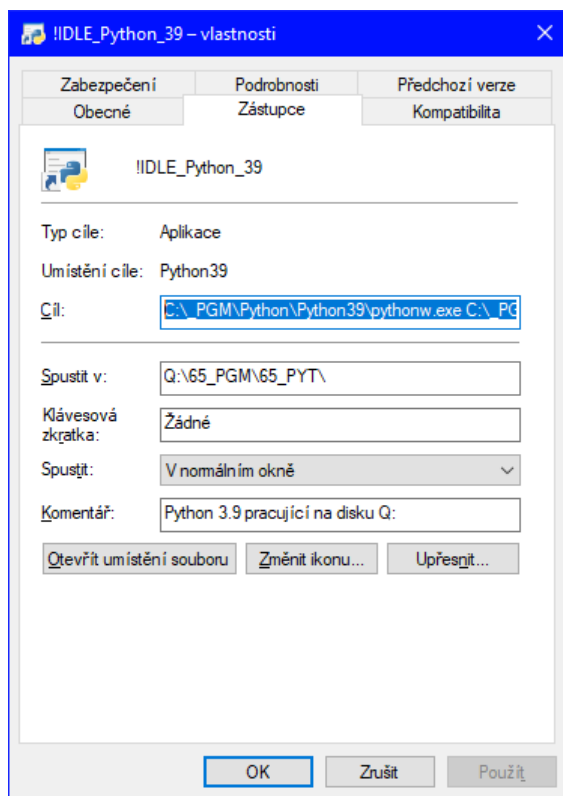 !IDLE_Python_39 – vlastnosti
Zabezpečení Podrobnosti Předchozí verze
Obecné Zástupce Kompatibilita
!IDLE_Python_39
Typ cíle: Aplikace
Umístění cíle: Python39
Cíl: C:\_PGM\Python\Python39\pythonw.exe C:\_PG
Spustit v: Q:\65_PGM\65_PYT\
Klávesová
zkratka: Žádné
Spustit: V normálním okně
Komentář: Python 3.9 pracující na disku Q:
Otevřít umístění souboru Změnit ikonu... Upřesnit...
OK Zrušit Použít